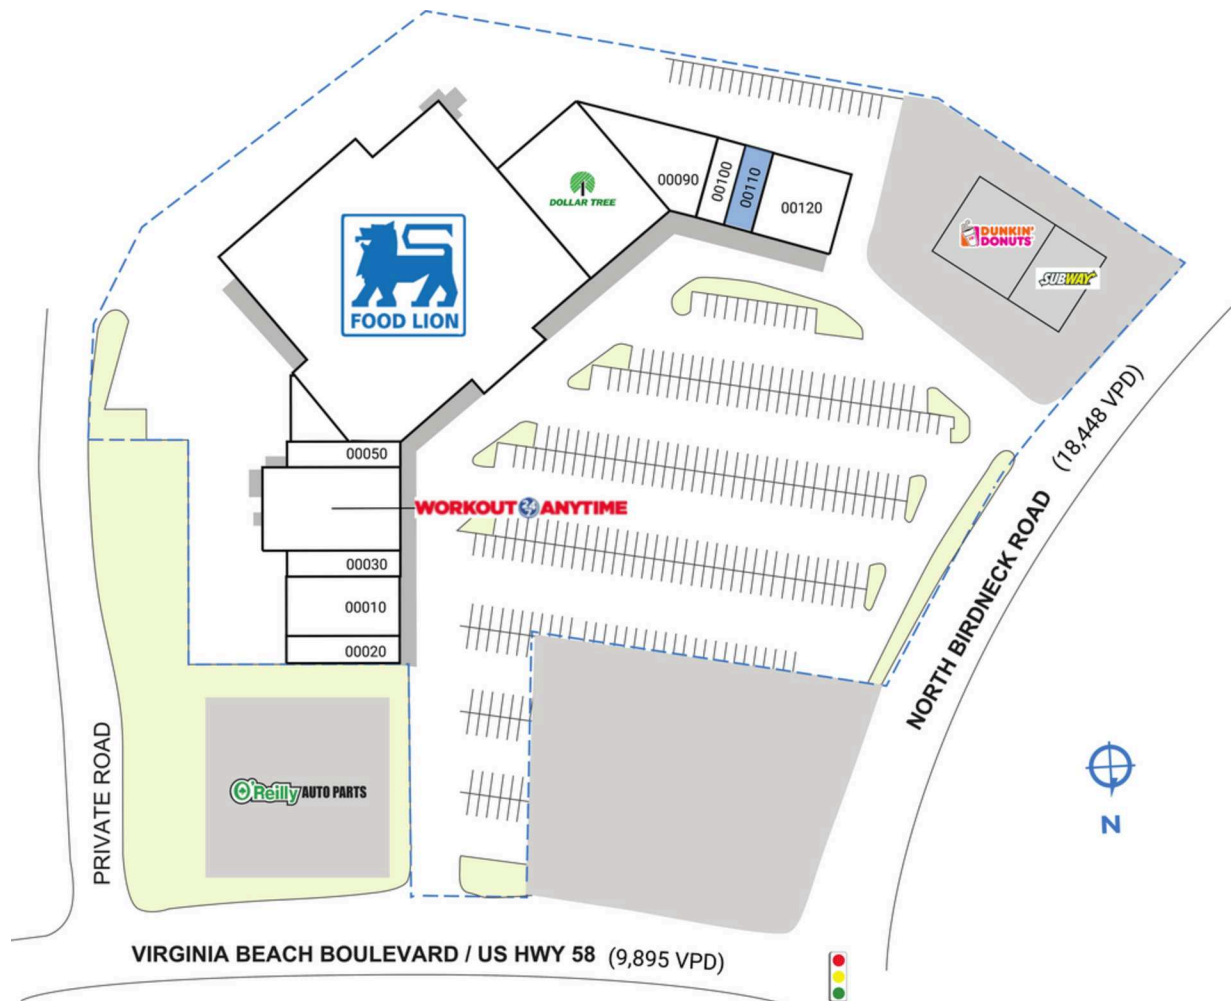 DOLLAR TREE
00090
00100
00110
00120
DUNKIN'
DONUTS
SUBWAY
FOOD LION
00050
WORKOUT 24 ANYTIME
00030
00010
00020
O'Reilly AUTO PARTS
PRIVATE ROAD
NORTH BIRDNECK ROAD (18,448 VPD)
N
VIRGINIA BEACH BOULEVARD / US HWY 58 (9,895 VPD)